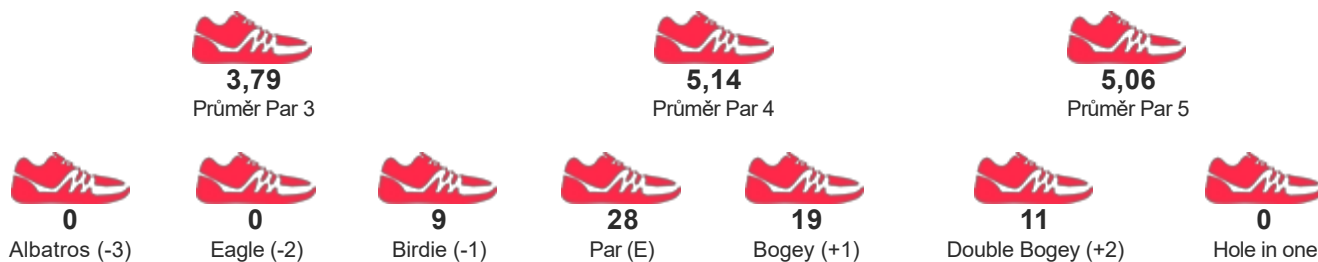 3,79
Průměr Par 3
5,14
Průměr Par 4
5,06
Průměr Par 5
0
Albatros (-3)
0
Eagle (-2)
9
Birdie (-1)
28
Par (E)
19
Bogey (+1)
11
Double Bogey (+2)
0
Hole in one